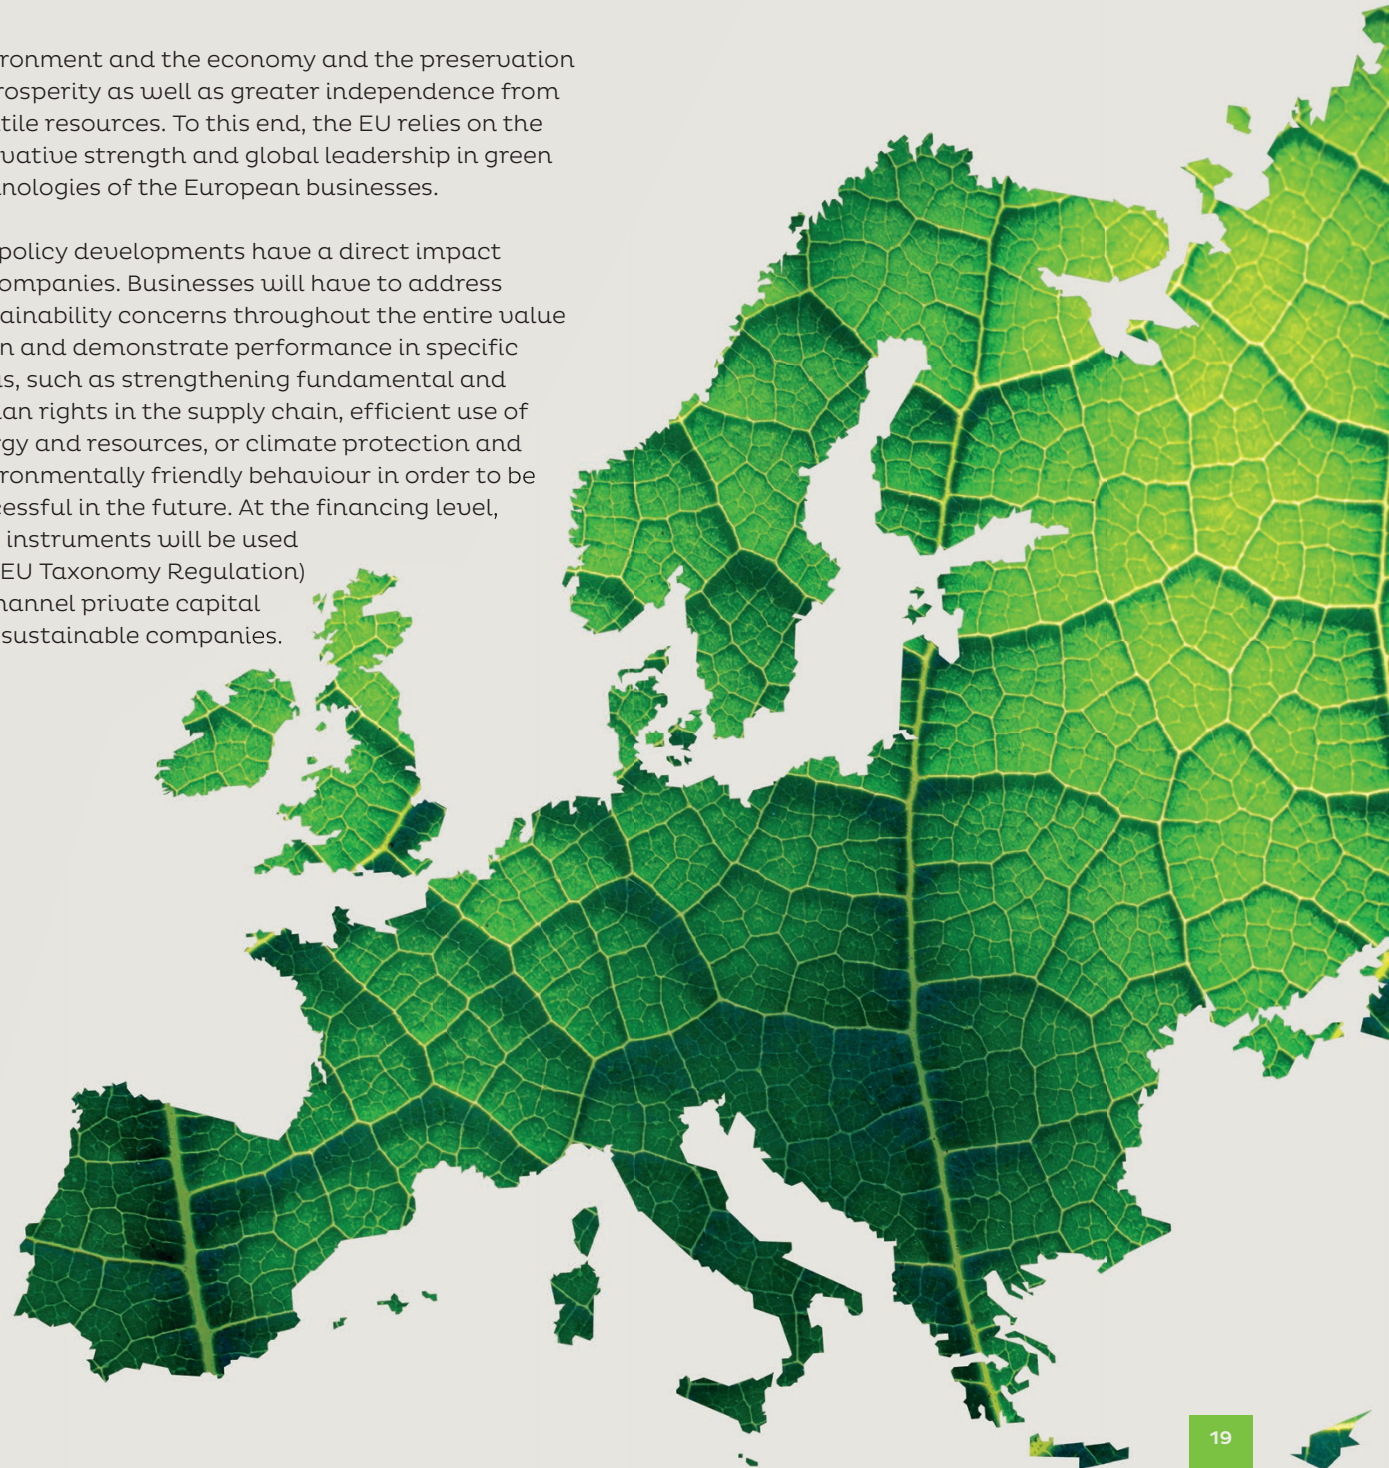 ronment and the economy and the preservation
rosperity as well as greater independence from
tile resources. To this end, the EU relies on the
vative strength and global leadership in green
nologies of the European businesses.
policy developments have a direct impact
ompanies. Businesses will have to address
ainability concerns throughout the entire value
n and demonstrate performance in specific
s, such as strengthening fundamental and
an rights in the supply chain, efficient use of
gy and resources, or climate protection and
ronmentally friendly behaviour in order to be
essful in the future. At the financing level,
instruments will be used
EU Taxonomy Regulation)
hannel private capital
sustainable companies.
19